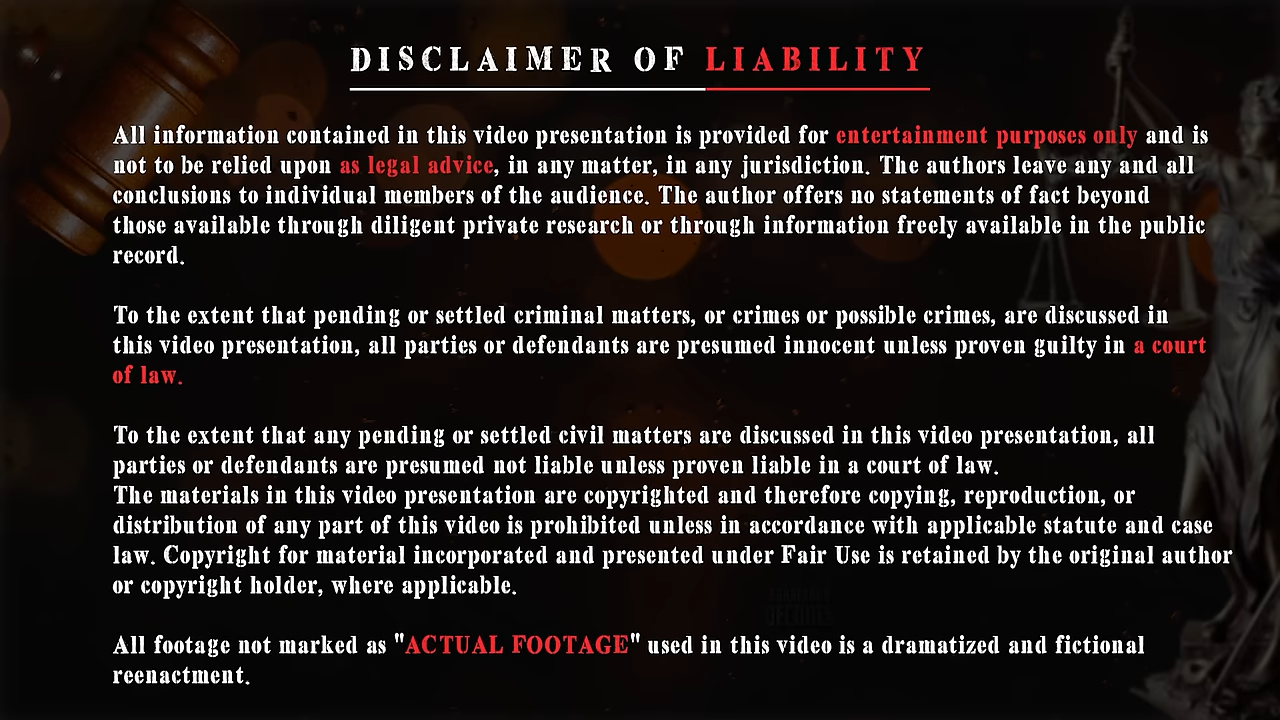 DISCLAIMER OF LIABILITY
All information contained in this video presentation is provided for entertainment purposes only and is
not to be relied upon as legal advice, in any matter, in any jurisdiction. The authors leave any and all
conclusions to individual members of the audience. The author offers no statements of fact beyond
those available through diligent private research or through information freely available in the public
record.
To the extent that pending or settled criminal matters, or crimes or possible crimes, are discussed in
this video presentation, all parties or defendants are presumed innocent unless proven guilty in a court
of law.
To the extent that any pending or settled civil matters are discussed in this video presentation, all
parties or defendants are presumed not liable unless proven liable in a court of law.
The materials in this video presentation are copyrighted and therefore copying, reproduction, or
distribution of any part of this video is prohibited unless in accordance with applicable statute and case
law. Copyright for material incorporated and presented under Fair Use is retained by the original author
or copyright holder, where applicable.
All footage not marked as "ACTUAL FOOTAGE" used in this video is a dramatized and fictional
reenactment.